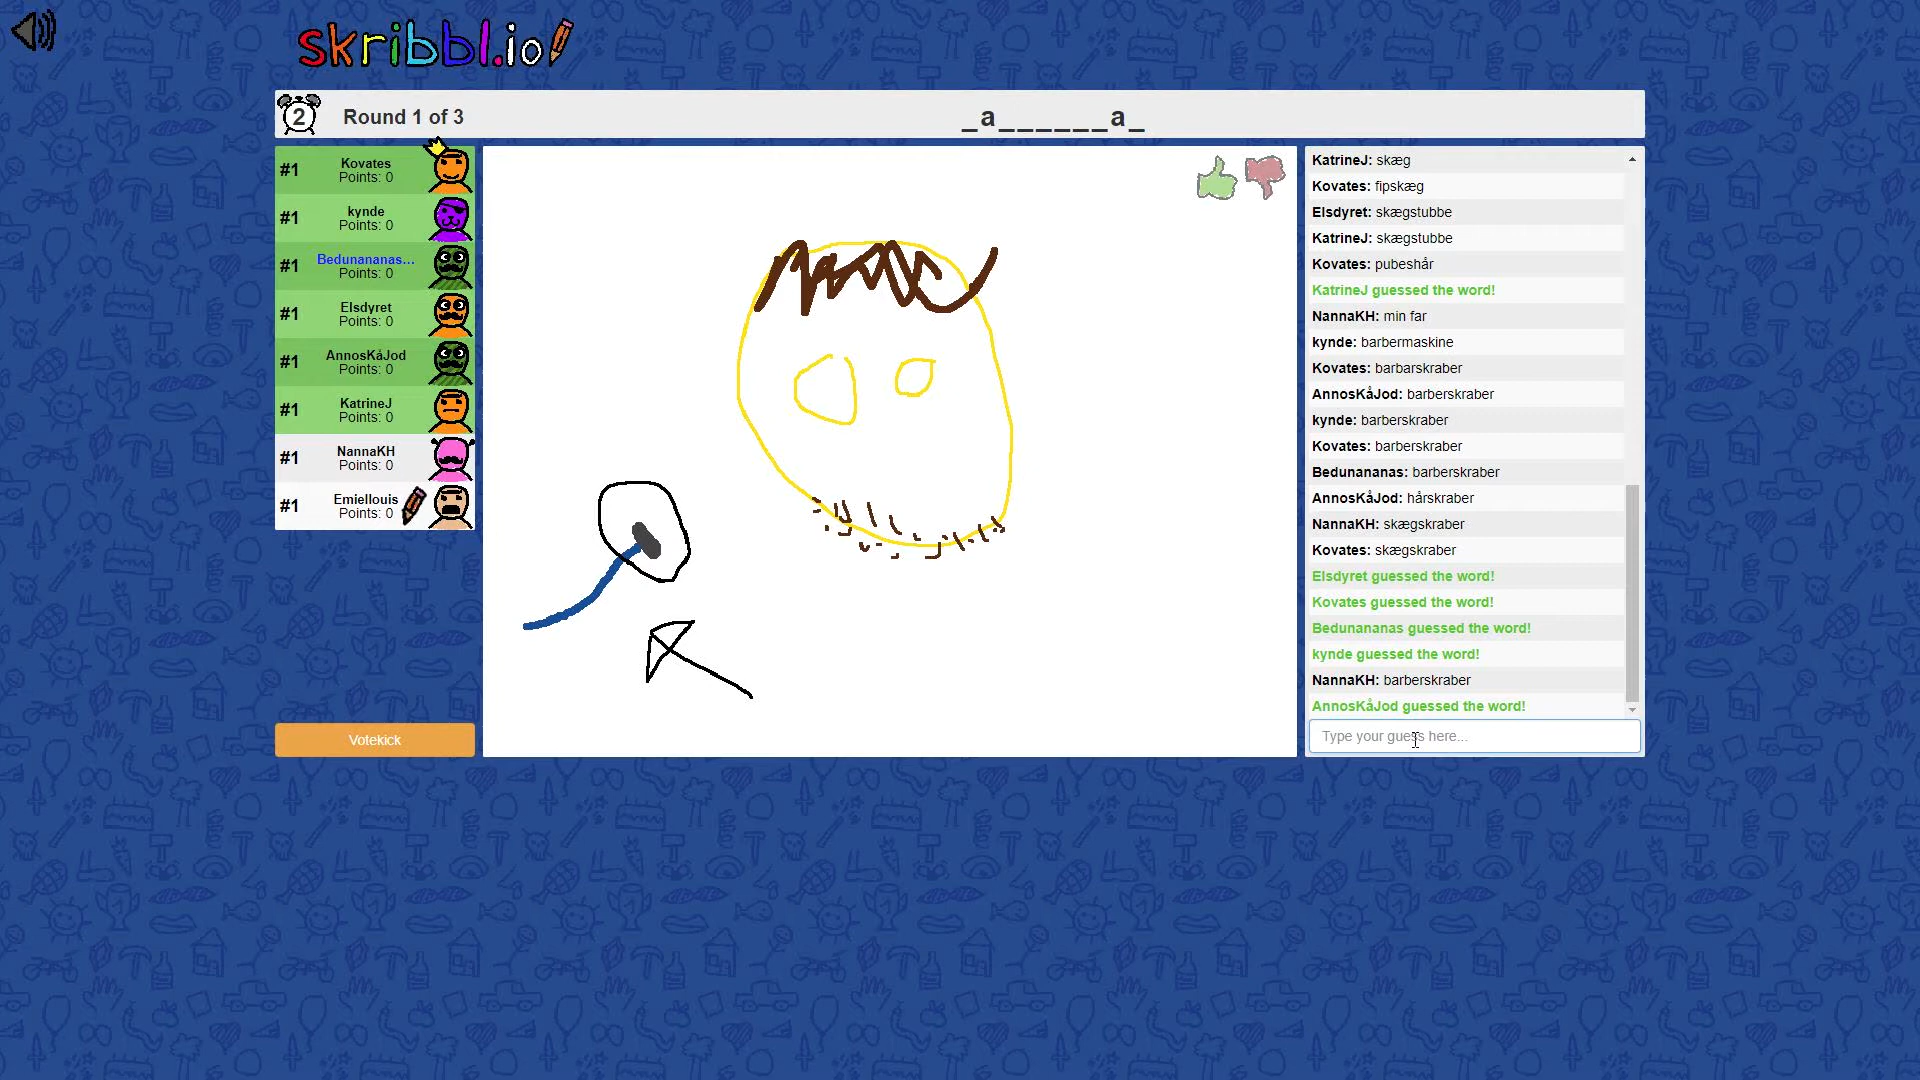 skribbl.io
2 Round 1 of 3 _a______a_
#1 Kovates
Points: 0
#1 kynde
Points: 0
#1 Bedunananas...
Points: 0
#1 Elsdyret
Points: 0
#1 AnnosKåJod
Points: 0
#1 KatrineJ
Points: 0
#1 NannaKH
Points: 0
#1 Emiellouis
Points: 0
Votekick
KatrineJ: skæg
Kovates: fipskæg
Elsdyret: skægstubbe
KatrineJ: skægstubbe
Kovates: pubeshår
KatrineJ guessed the word!
NannaKH: min far
kynde: barbermaskine
Kovates: barbarskraber
AnnosKåJod: barberskraber
kynde: barberskraber
Kovates: barberskraber
Bedunananas: barberskraber
AnnosKåJod: hårskraber
NannaKH: skægskraber
Kovates: skægskraber
Elsdyret guessed the word!
Kovates guessed the word!
Bedunananas guessed the word!
kynde guessed the word!
NannaKH: barberskraber
AnnosKåJod guessed the word!
Type your guess here...